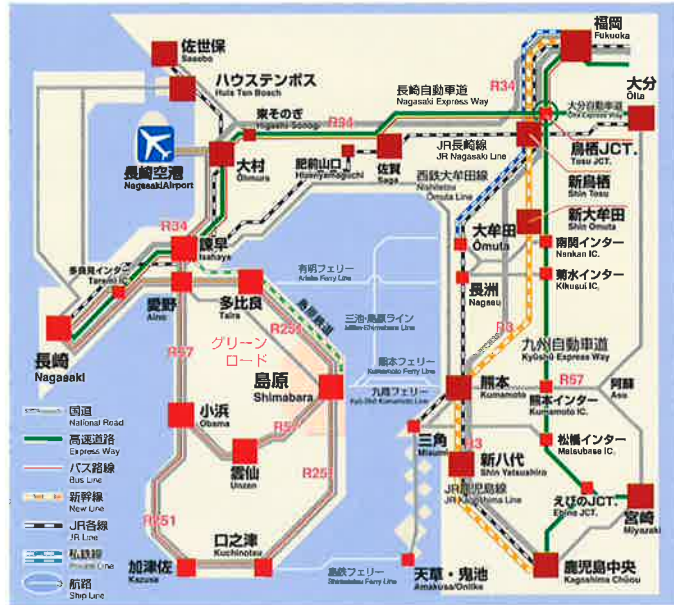 佐世保
Sasebo
ハウステンボス
Huis Ten Bosch
福岡
Fukuoka
R34
長崎自動車道
Nagasaki Express Way
大分
Oita
大分自動車道
Oita Express Way
東そのぎ
Higashi Sonogi
R34
長崎空港
Nagasaki Airport
大村
Ohmura
肥前山口
Hizenyamaguchi
佐賀
Saga
JR長崎線
JR Nagasaki Line
鳥栖JCT.
Tosu JCT.
西鉄大牟田線
Nishitetsu
Omuta Line
新鳥栖
Shin Tosu
新大牟田
Shin Omuta
R34
諫早
Isahaya
大牟田
Omuta
南関インター
Nankan IC.
多良見インター
Tarami IC.
有明フェリー
Ariake Ferry Line
長洲
Nagasu
菊水インター
Kikusui IC.
愛野
Aino
多比良
Taira
島原鉄道
三池・島原ライン
R251
R3
九州自動車道
Kyūshū Express Way
長崎
Nagasaki
R57
グリーン
ロード
熊本フェリー
Kumamoto Ferry Line
島原
Shimabara
九商フェリー
熊本
Kumamoto
R57
熊本インター
Kumamoto IC.
阿蘇
Aso
国道
National Road
小浜
Obama
R57
雲仙
Unzen
三角
Misumi
R3
松橋インター
Matsubase IC.
高速道路
Express Way
バス路線
Bus Line
新八代
Shin Yatsushiro
R251
JR鹿児島線
JR Kagoshima Line
えびのJCT.
Ebino JCT.
宮崎
Miyazaki
新幹線
New Line
R251
JR各線
JR Line
口之津
Kuchinotsu
私鉄線
Private Line
加津佐
Kazusa
島鉄フェリー
Shimatetsu Ferry Line
天草・鬼池
Amakusa/Oniike
鹿児島中央
Kagoshima Chūou
航路
Ship Line